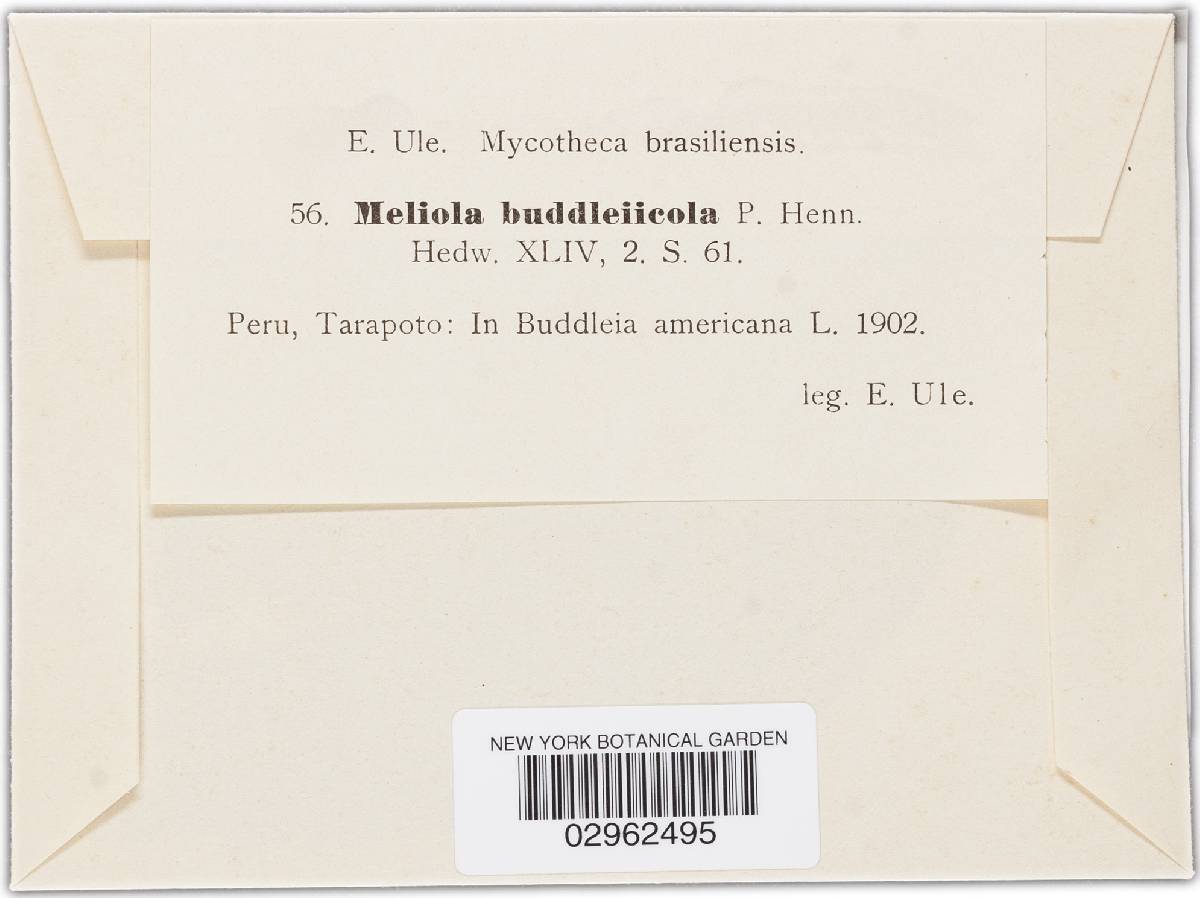 E. Ule. Mycotheca brasiliensis.
56. Meliola buddleiicola P. Henn.
Hedw. XLIV, 2. S. 61.
Peru, Tarapoto: In Buddleia americana L. 1902.
leg. E. Ule.
NEW YORK BOTANICAL GARDEN
02962495